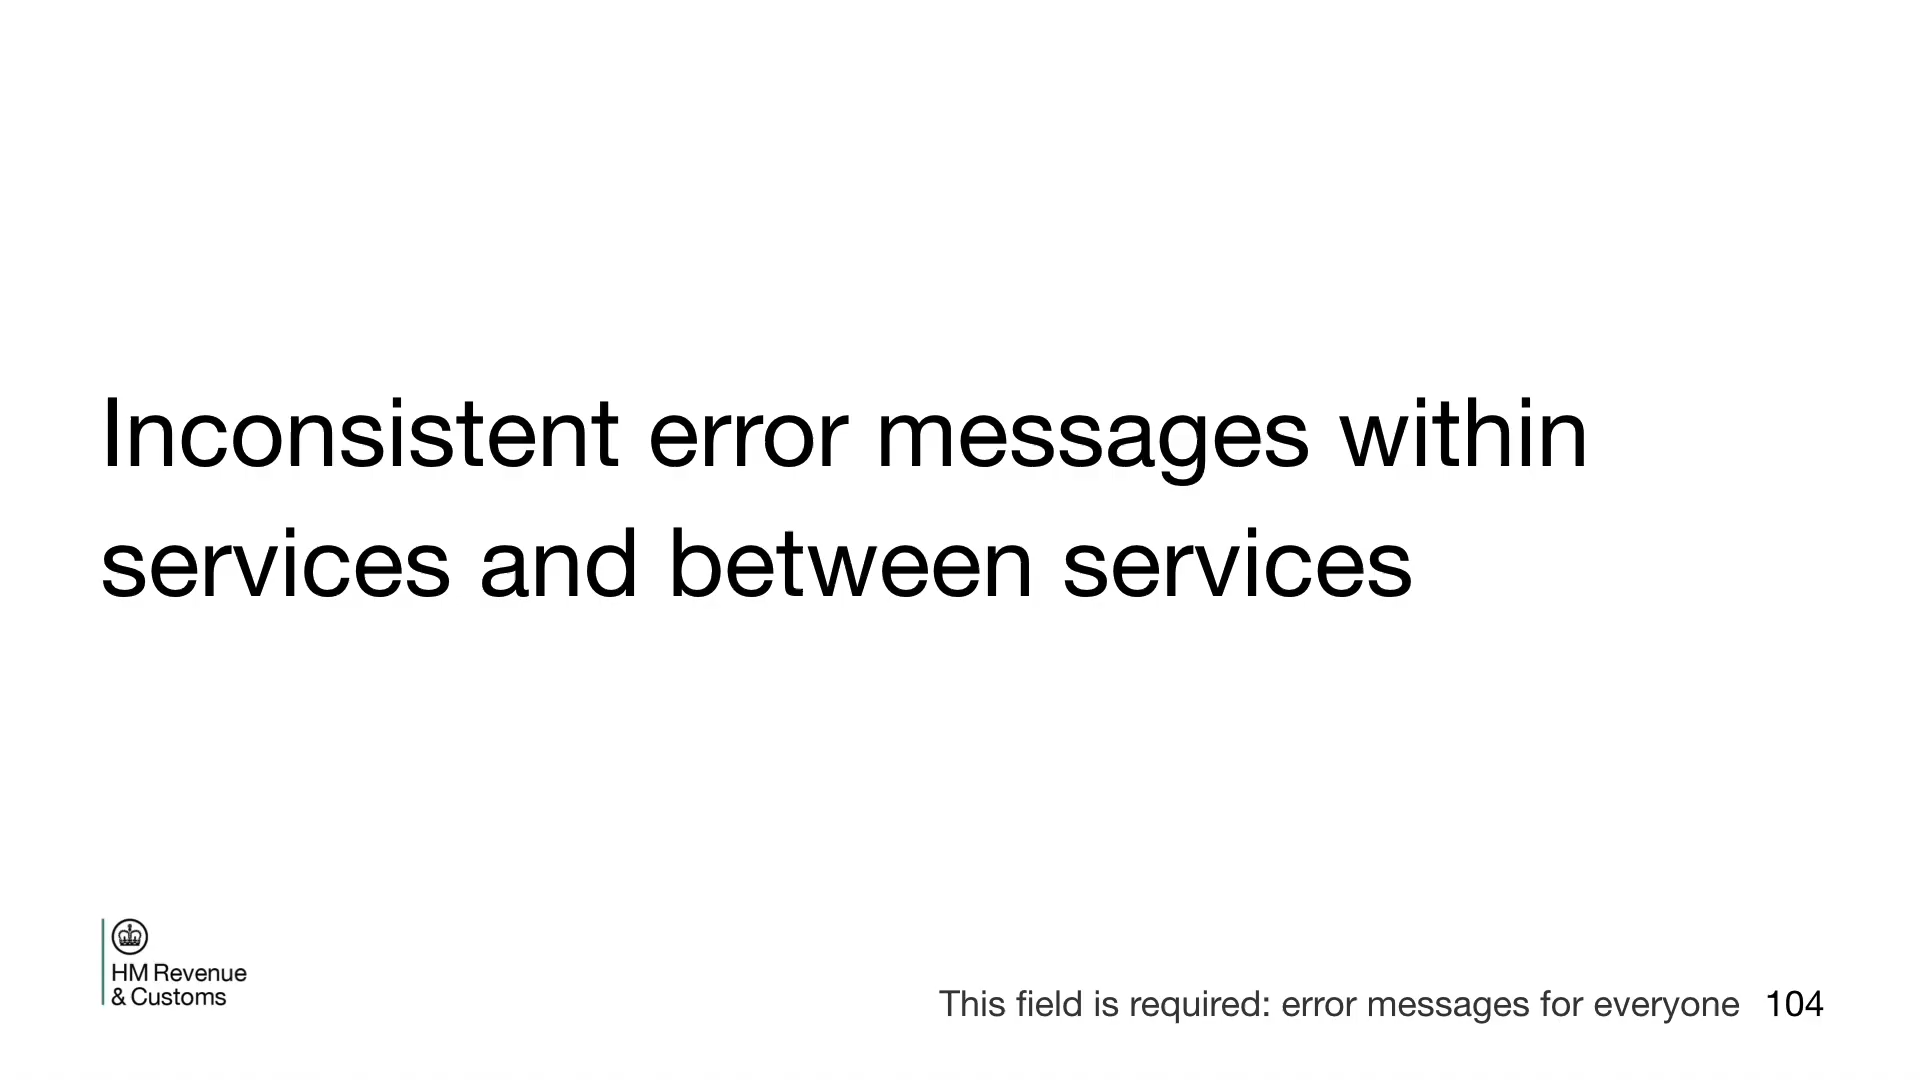 Inconsistent error messages within
services and between services
HM Revenue
& Customs
This field is required: error messages for everyone 104